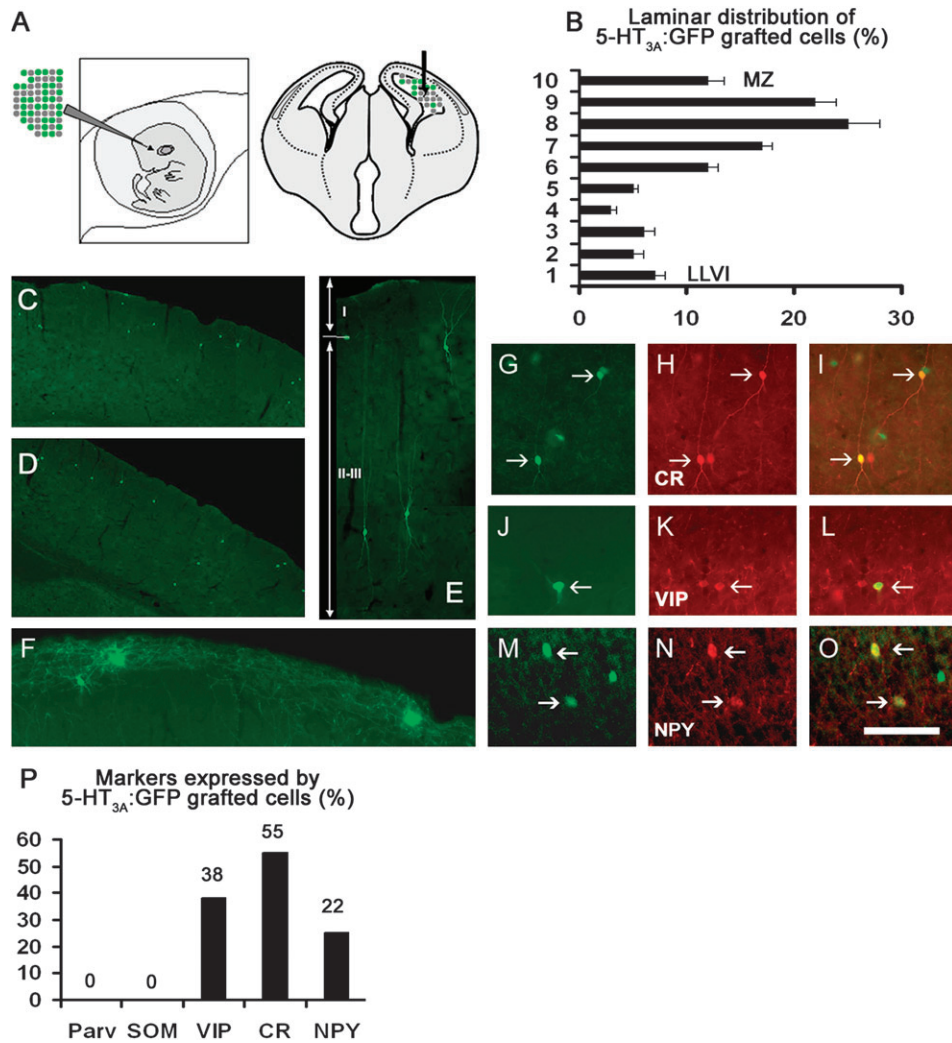 A
B Laminar distribution of
5-HT3A:GFP grafted cells (%)
10 MZ
9
8
7
6
5
4
3
2
1 LLVI
0 10 20 30
C
D
I
II-III
E
F
G
H
CR
I
J
K
VIP
L
M
N
NPY
O
P Markers expressed by
5-HT3A:GFP grafted cells (%)
60
50
40
30
20
10
0
0 0 38 55 22
Parv SOM VIP CR NPY